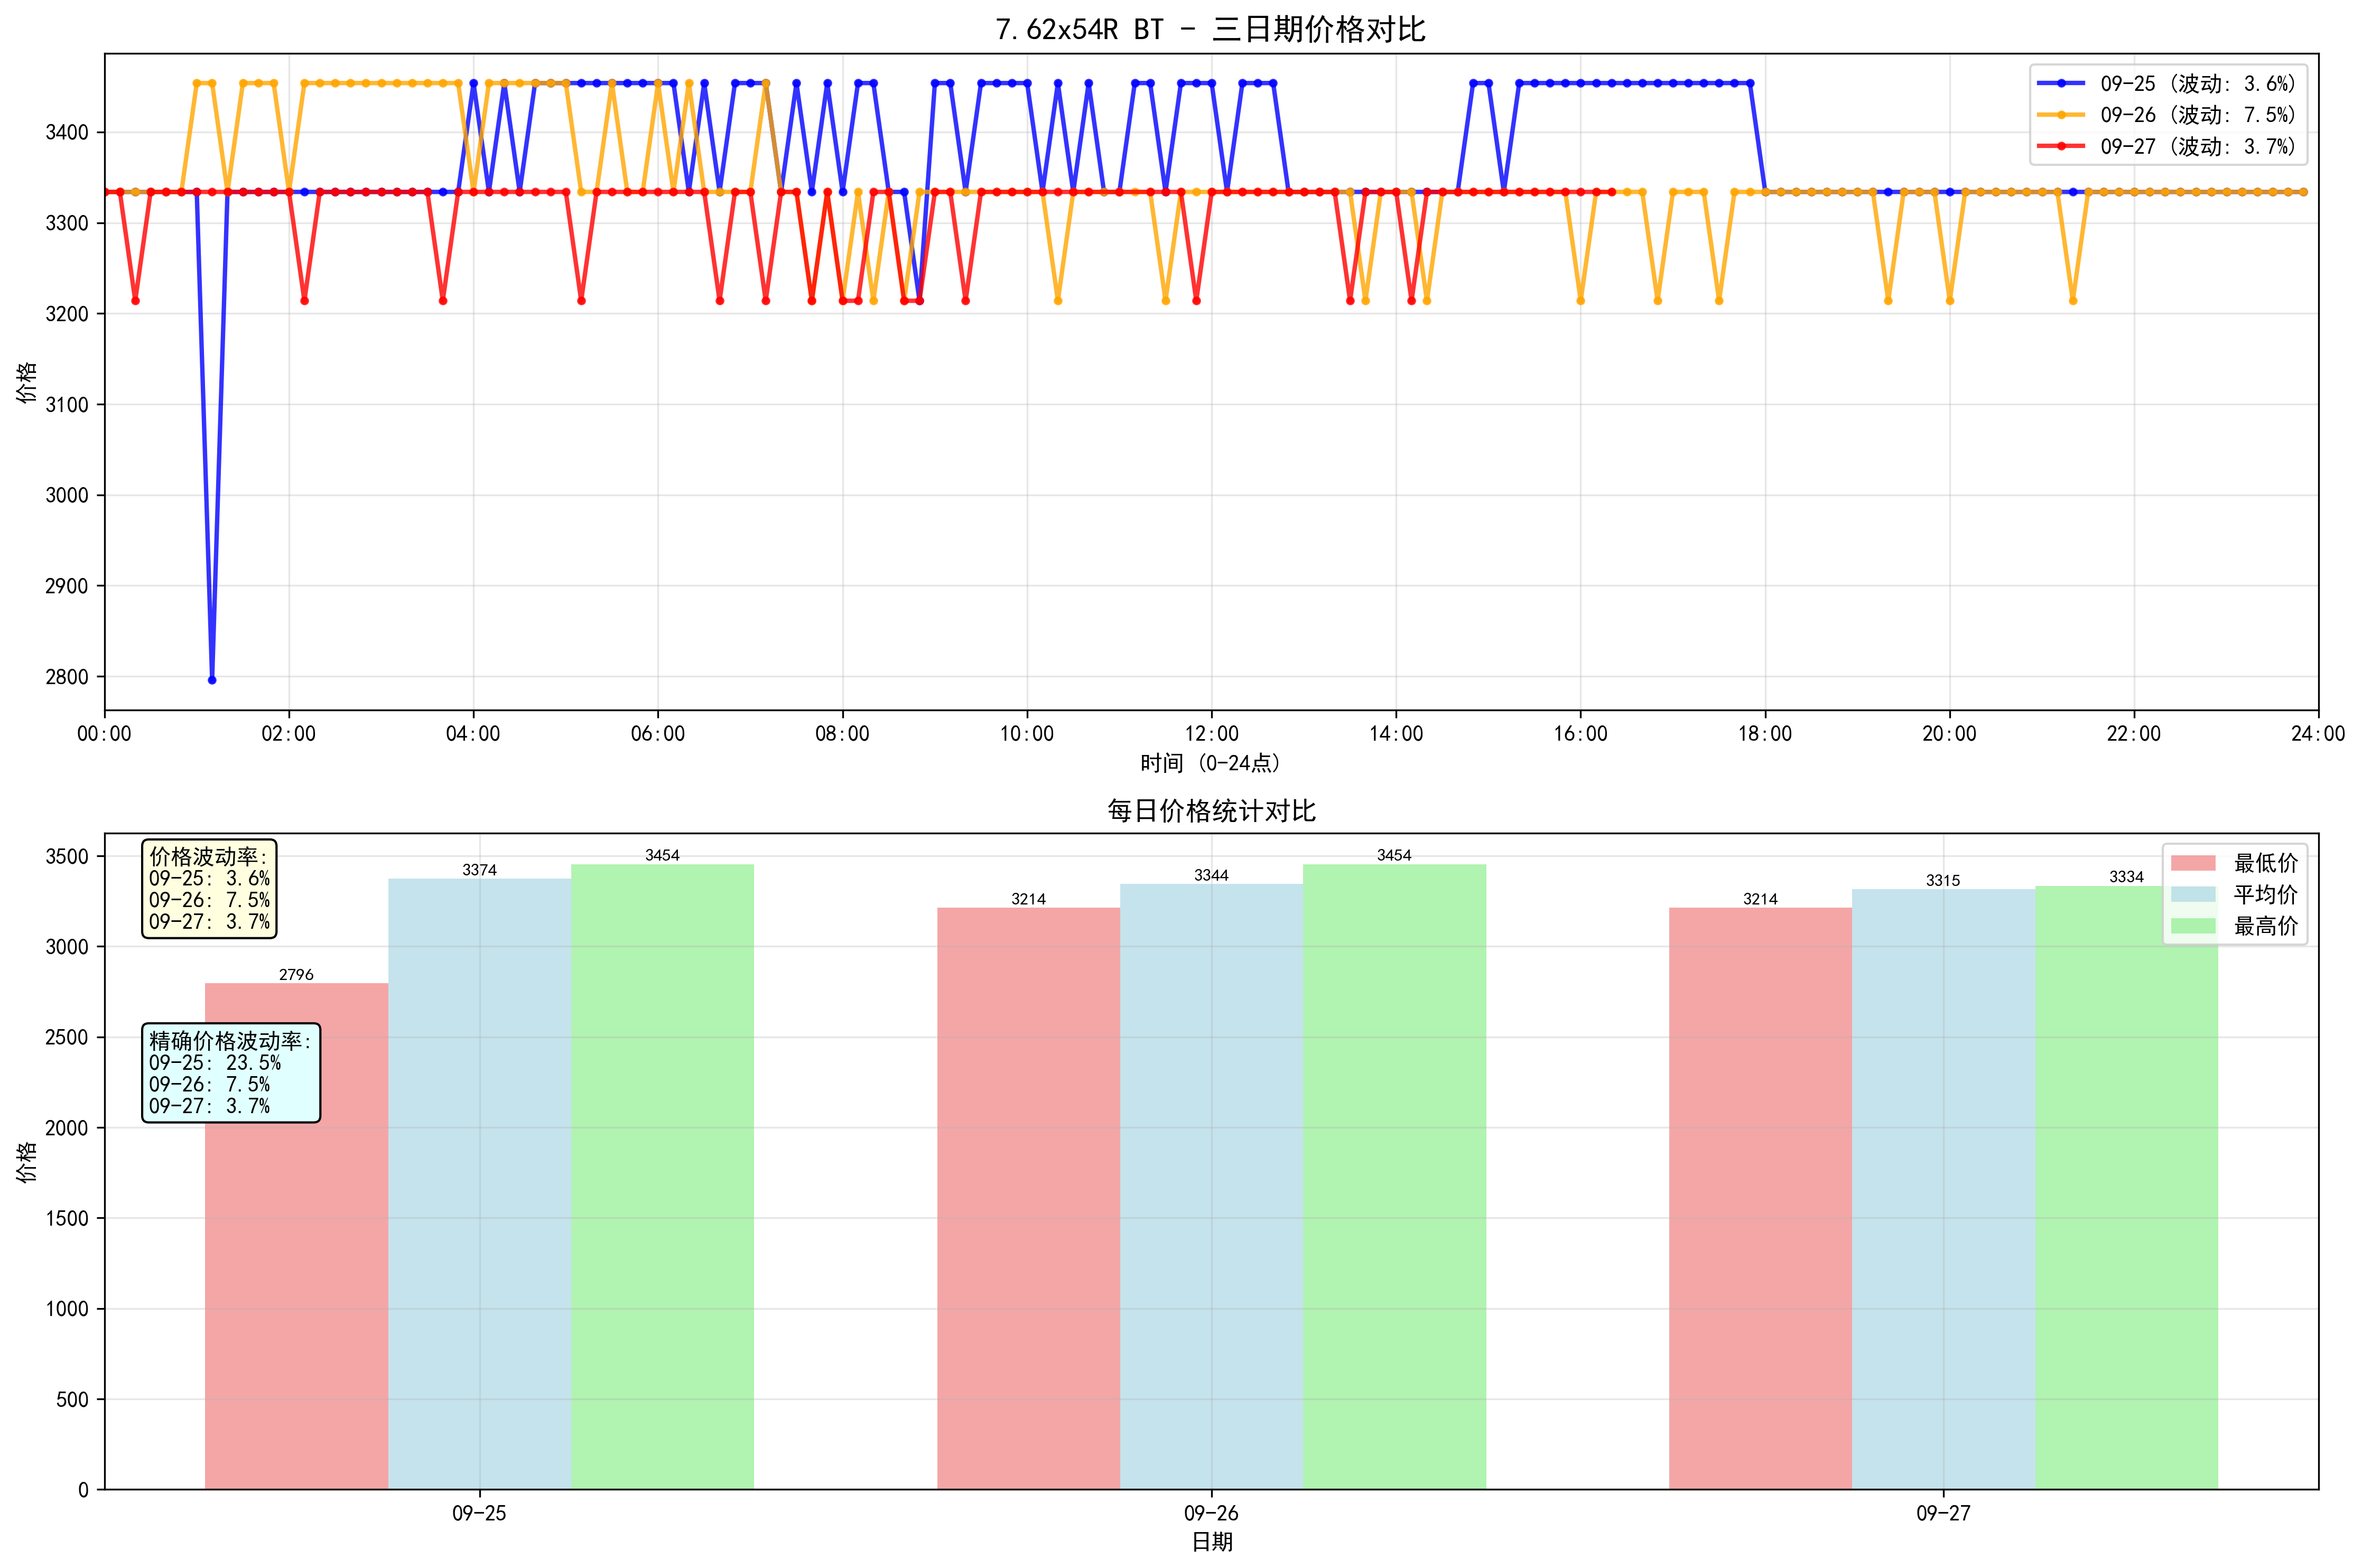 7.62x54R BT - 三日期价格对比
09-25 (波动: 3.6%)
09-26 (波动: 7.5%)
09-27 (波动: 3.7%)
价格
3400
3300
3200
3100
3000
2900
2800
00:00 02:00 04:00 06:00 08:00 10:00 12:00 14:00 16:00 18:00 20:00 22:00 24:00
时间 (0-24点)
每日价格统计对比
价格波动率:
09-25: 3.6%
09-26: 7.5%
09-27: 3.7%
精确价格波动率:
09-25: 23.5%
09-26: 7.5%
09-27: 3.7%
最低价
平均价
最高价
2796 3374 3454 3214 3344 3454 3214 3315 3334
价格
3500
3000
2500
2000
1500
1000
500
0
09-25 09-26 09-27
日期